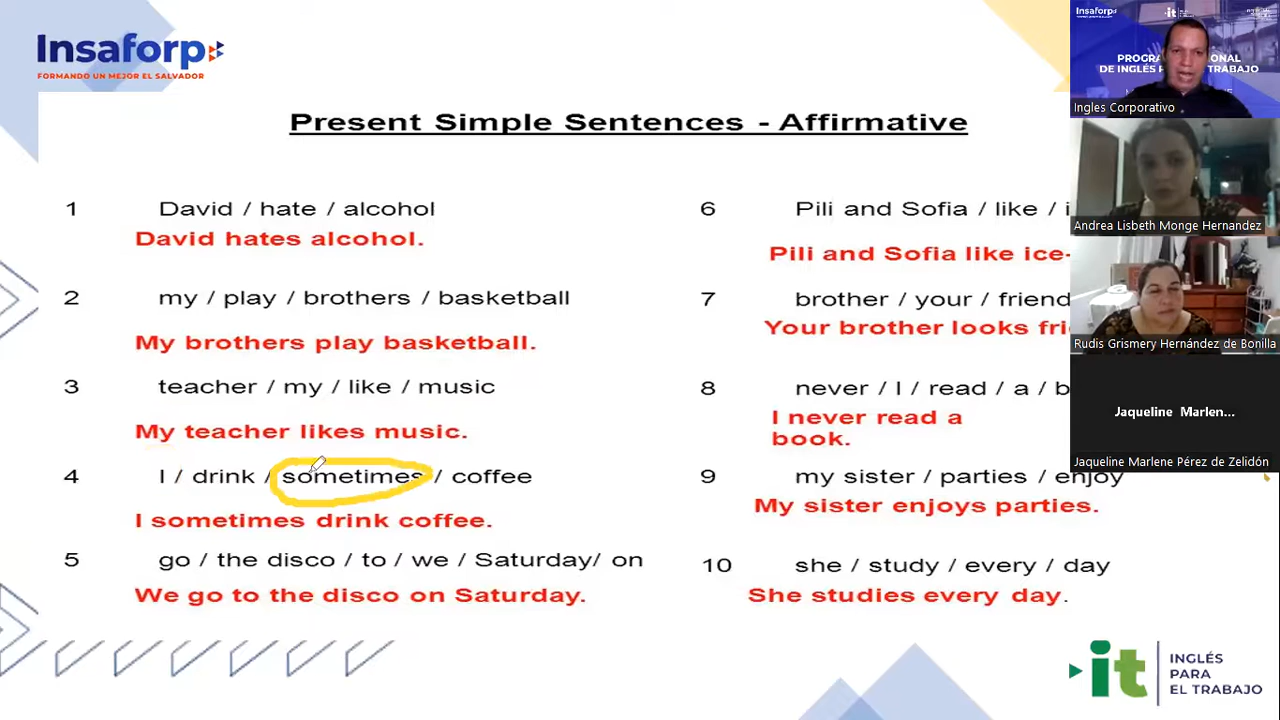 Insaforp
FORMANDO UN MEJOR EL SALVADOR
Present Simple Sentences - Affirmative
1 David / hate / alcohol
David hates alcohol.
2 my / play / brothers / basketball
My brothers play basketball.
3 teacher / my / like / music
My teacher likes music.
4 I / drink / sometimes / coffee
I sometimes drink coffee.
5 go / the disco / to / we / Saturday/ on
We go to the disco on Saturday.
6 Pili and Sofia / like /
Pili and Sofia like ice-
7 brother / your /
Your brother looks
8 never / I / read / a /
I never read a
book.
9 my sister / parties / enjoy
My sister enjoys parties.
10 she / study / every / day
She studies every day.
Insaforp
it
DE INGLÉS
TRABAJO
Ingles Corporativo
Andrea Lisbeth Monge Hernandez
Rudis Grismery Hernández de Bonilla
Jaqueline Marlen...
Jaqueline Marlene Pérez de Zelidón
it
INGLÉS
PARA
EL TRABAJO